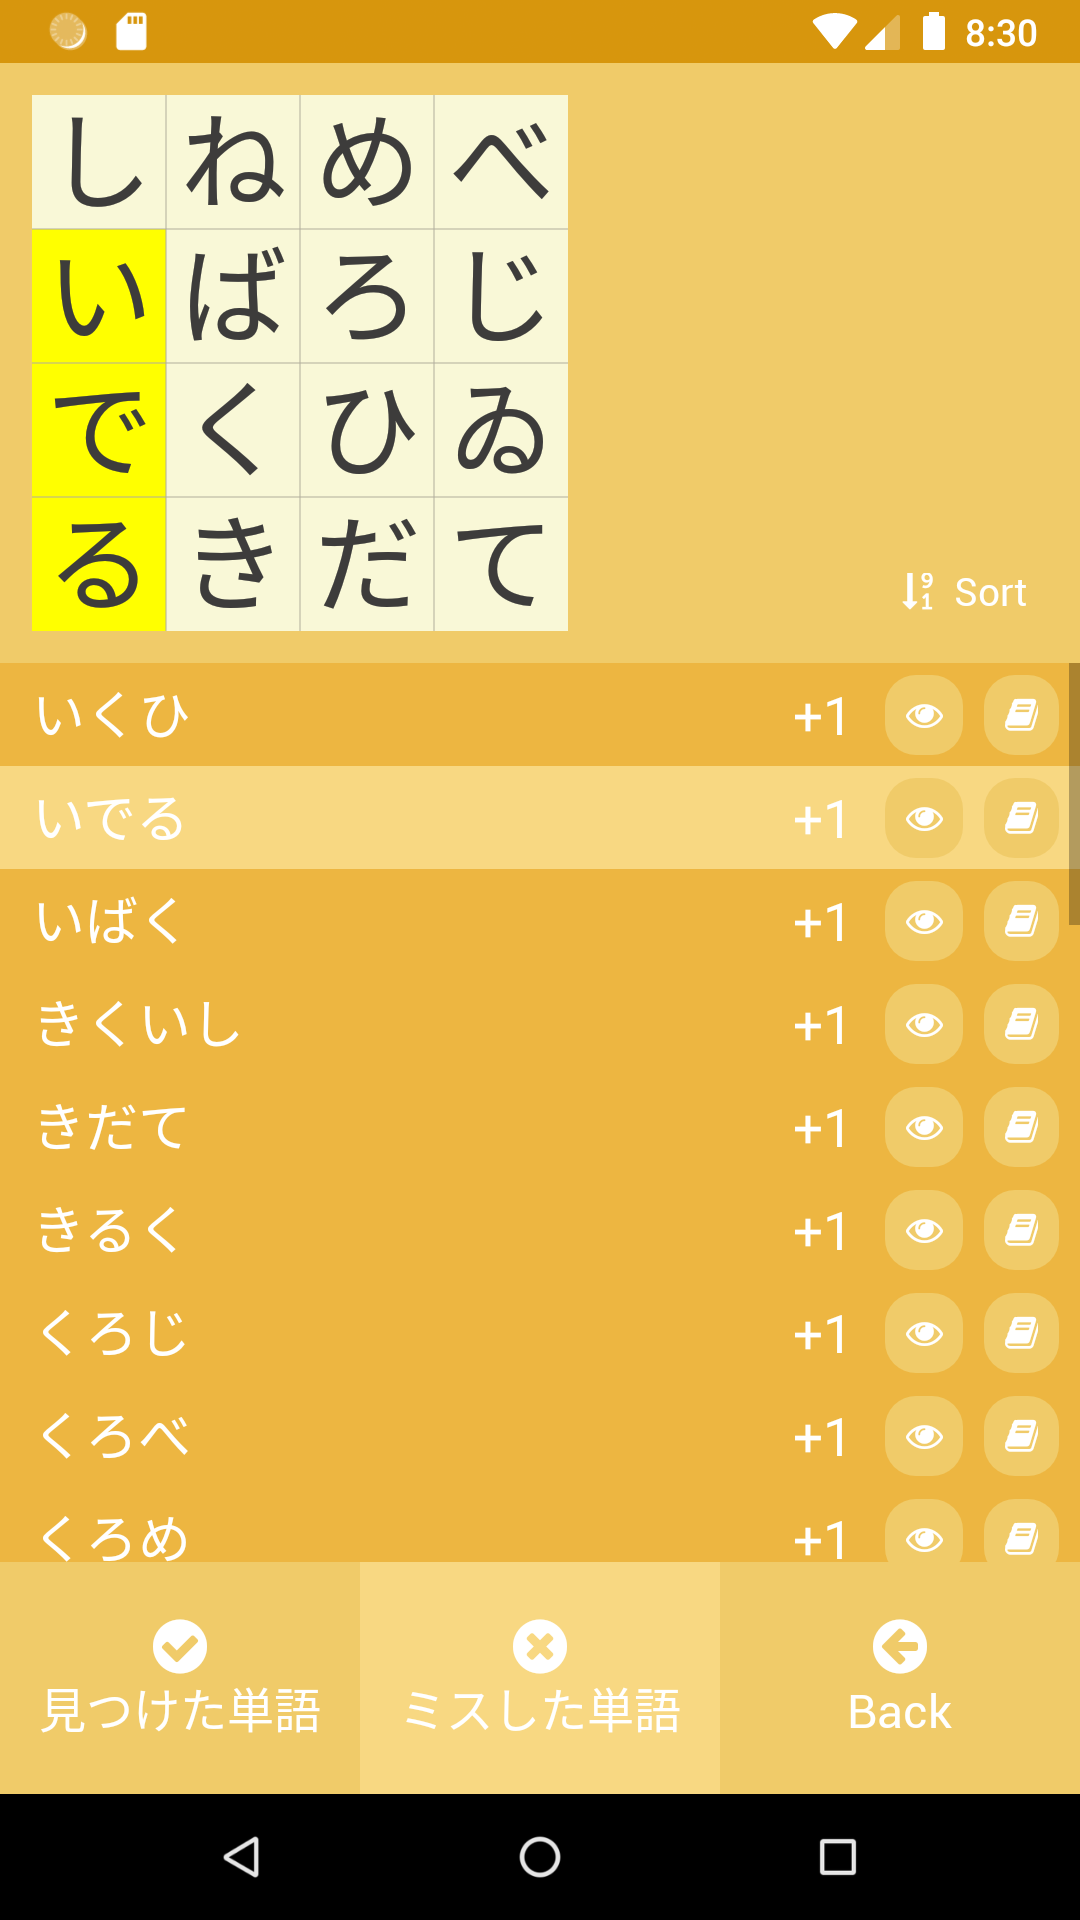 8:30
し ね め べ
い ば ろ じ
で く ひ ゐ
る き だ て
Sort
いくひ +1
いでる +1
いばく +1
きくいし +1
きだて +1
きるく +1
くろじ +1
くろべ +1
くろめ +1
見つけた単語 ミスした単語 Back